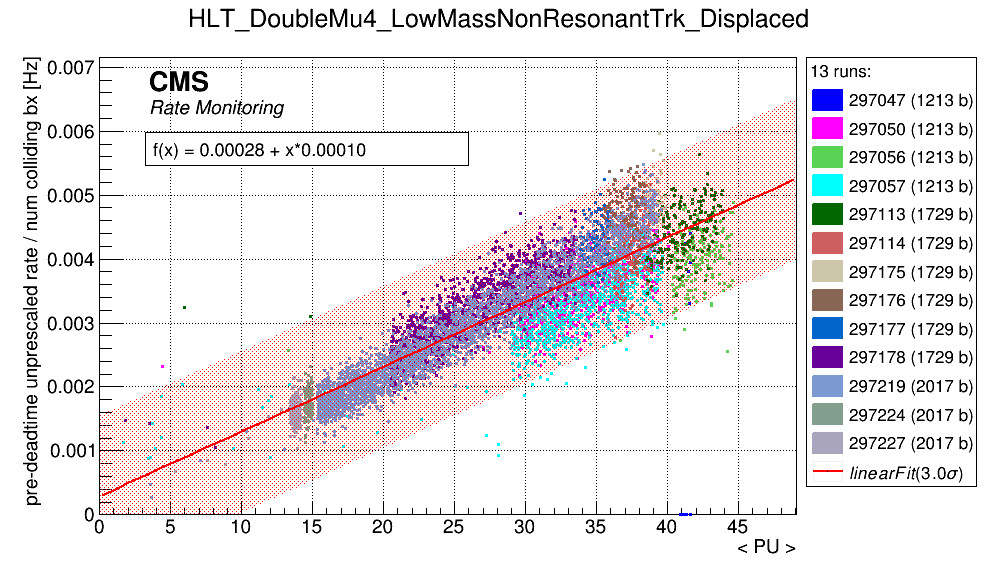 HLT_DoubleMu4_LowMassNonResonantTrk_Displaced
pre-deadtime unprescaled rate / num colliding bx [Hz]
0.007
0.006
0.005
0.004
0.003
0.002
0.001
0
CMS
Rate Monitoring
f(x) = 0.00028 + x*0.00010
0 5 10 15 20 25 30 35 40 45
< PU >
13 runs:
297047 (1213 b)
297050 (1213 b)
297056 (1213 b)
297057 (1213 b)
297113 (1729 b)
297114 (1729 b)
297175 (1729 b)
297176 (1729 b)
297177 (1729 b)
297178 (1729 b)
297219 (2017 b)
297224 (2017 b)
297227 (2017 b)
linearFit(3.0σ)